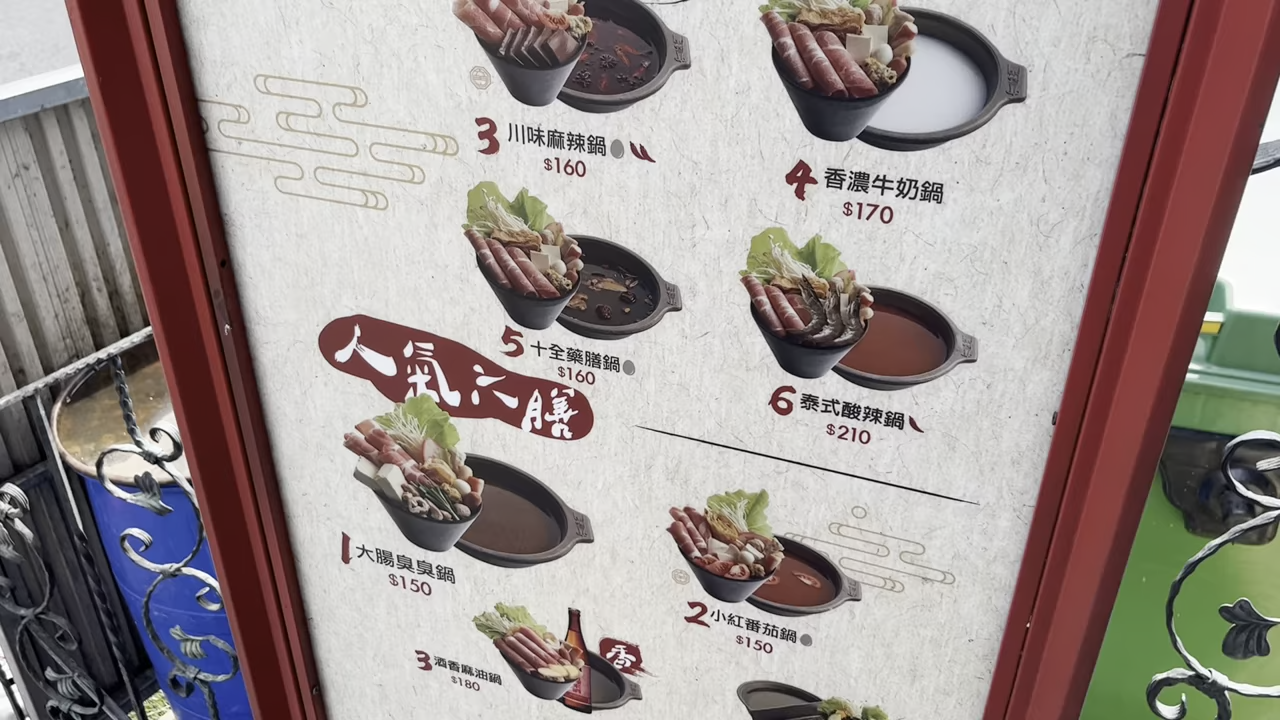 3 川味麻辣鍋
$160
4 香濃牛奶鍋
$170
5 十全藥膳鍋
$160
6 泰式酸辣鍋
$210
人氣六膳
1 大腸臭臭鍋
$150
2 小紅番茄鍋
$150
3 酒香麻油鍋
$180
香